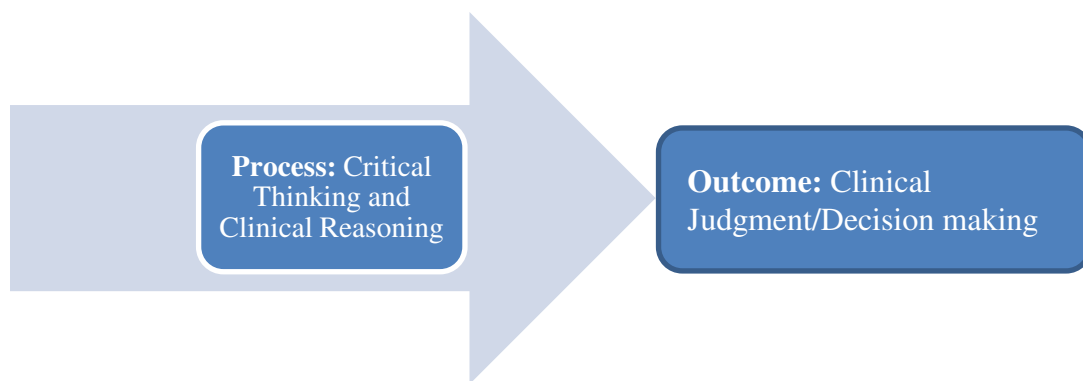 Process: Critical
Thinking and
Clinical Reasoning
Outcome: Clinical
Judgment/Decision making